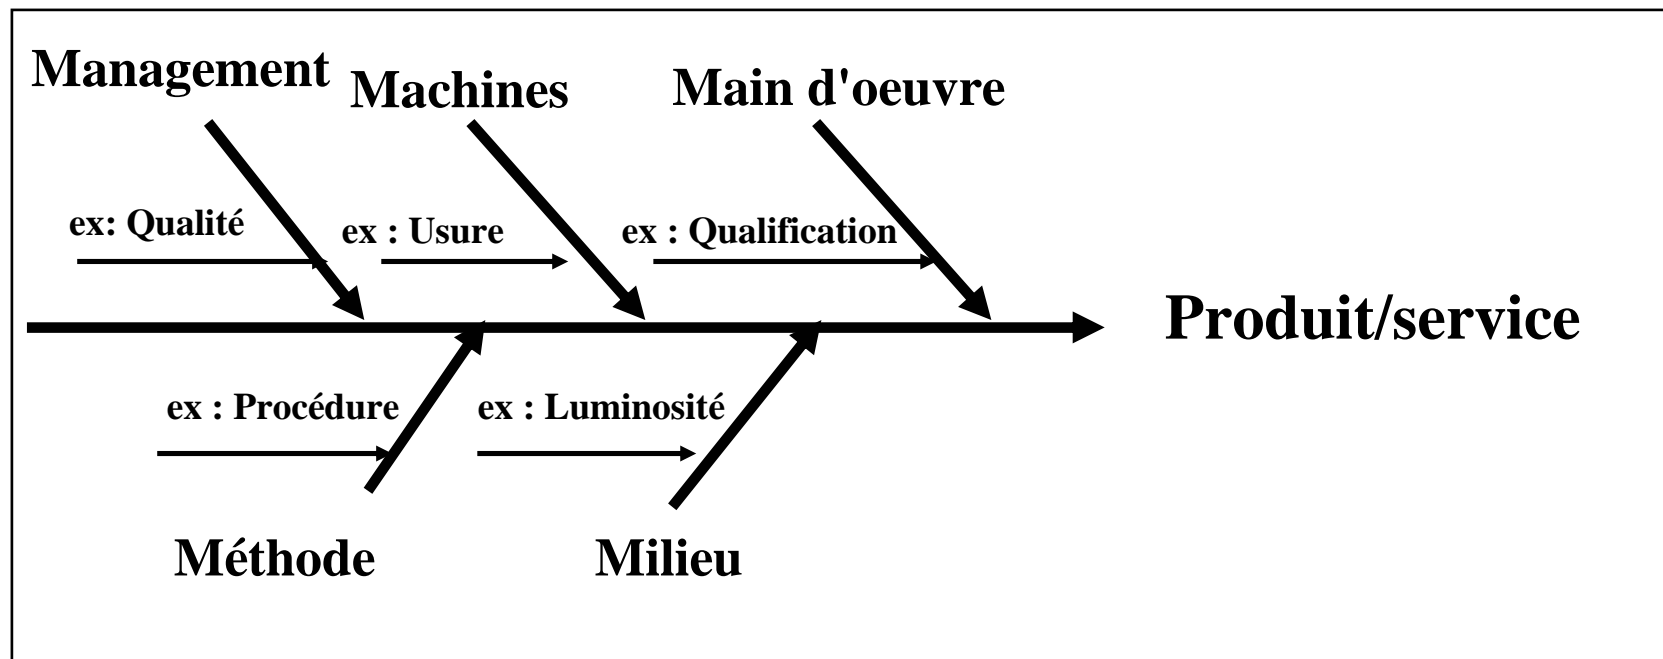 Management
Machines
Main d'oeuvre
ex: Qualité
ex : Usure
ex : Qualification
Produit/service
ex : Procédure
ex : Luminosité
Méthode
Milieu